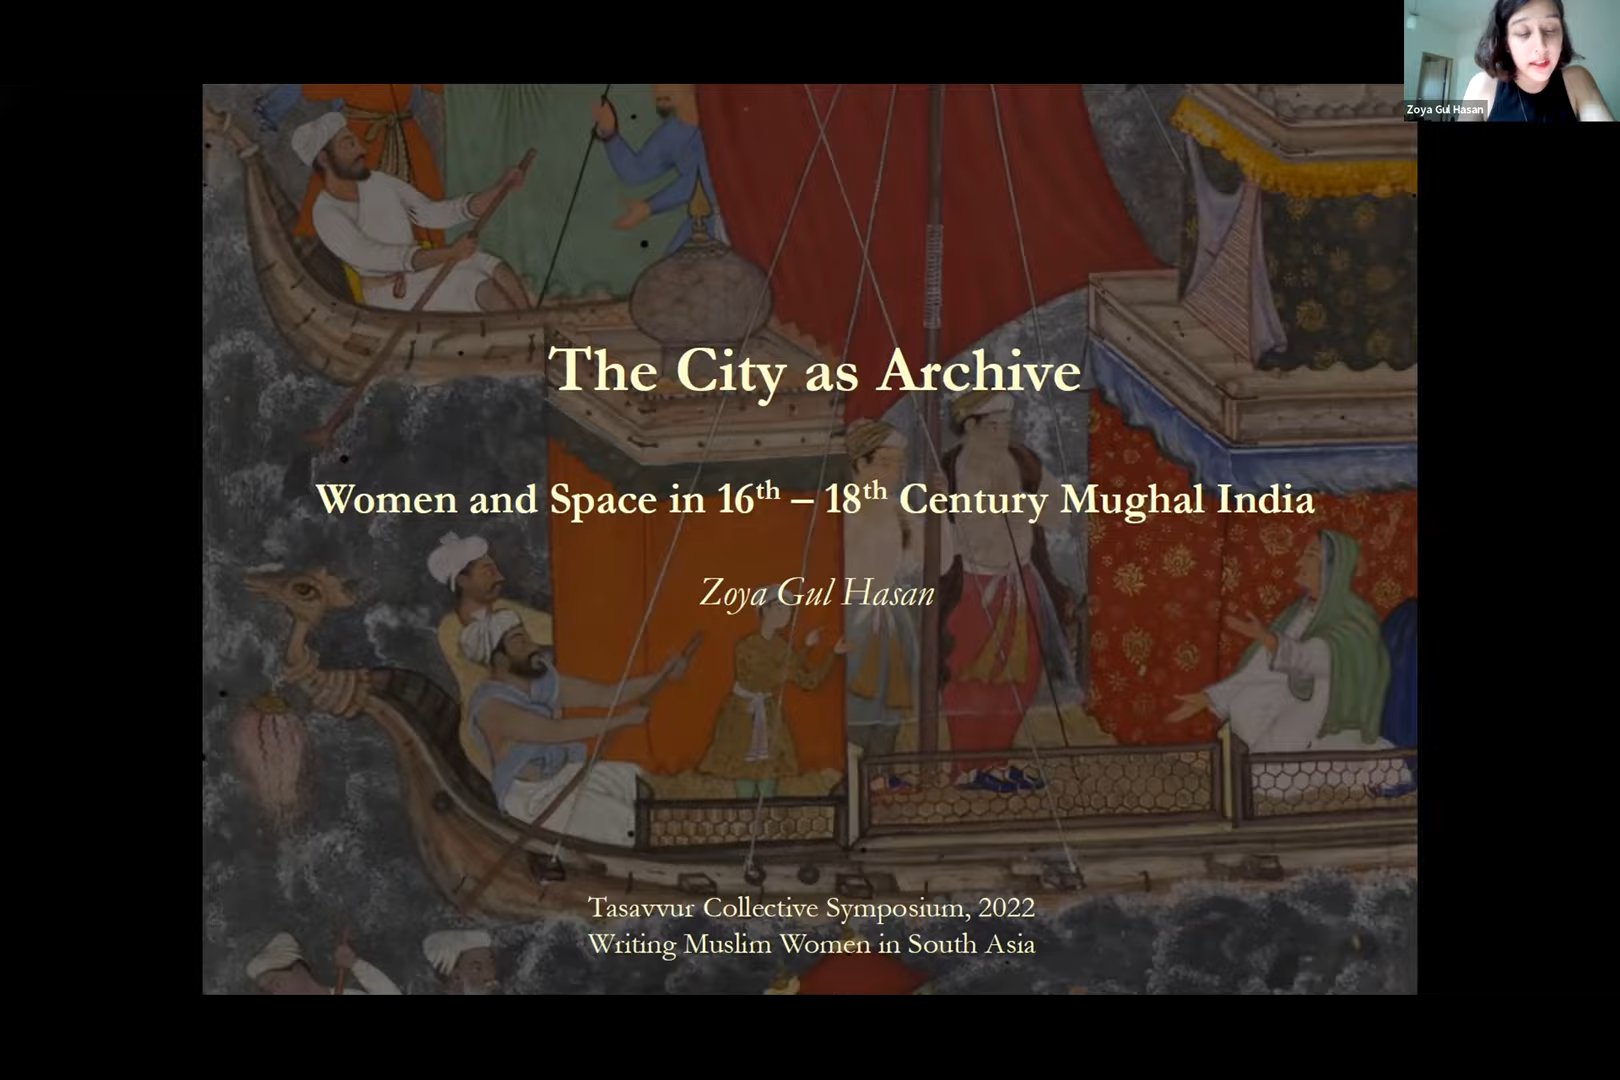 Zoya Gul Hasan
The City as Archive
Women and Space in 16th – 18th Century Mughal India
Zoya Gul Hasan
Tasavvur Collective Symposium, 2022
Writing Muslim Women in South Asia